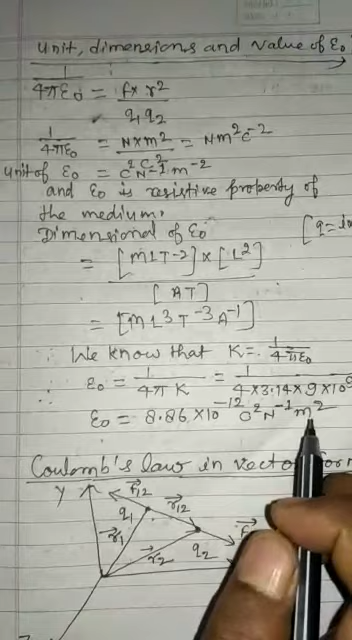 unit, dimensions and value of ε₀
1/4πε₀ = f×r²/q₁q₂
1/4πε₀ = N×m²/C² = Nm²C⁻²
unit of ε₀ = C²N⁻¹m⁻²
and ε₀ is resistive property of
the medium.
Dimensional of ε₀ [q=i
= [MLT⁻²]×[L²]/[AT]
= [ML³T⁻³A⁻¹]
∴ We know that K = 1/4πε₀
∴ ε₀ = 1/4πK = 1/4×3.14×9×10⁹
ε₀ = 8.86×10⁻¹² C²N⁻¹m²
Coulomb's law in vector for
Y r₁₂
q₁ r₁₂
r₁ r₂ q₂ F